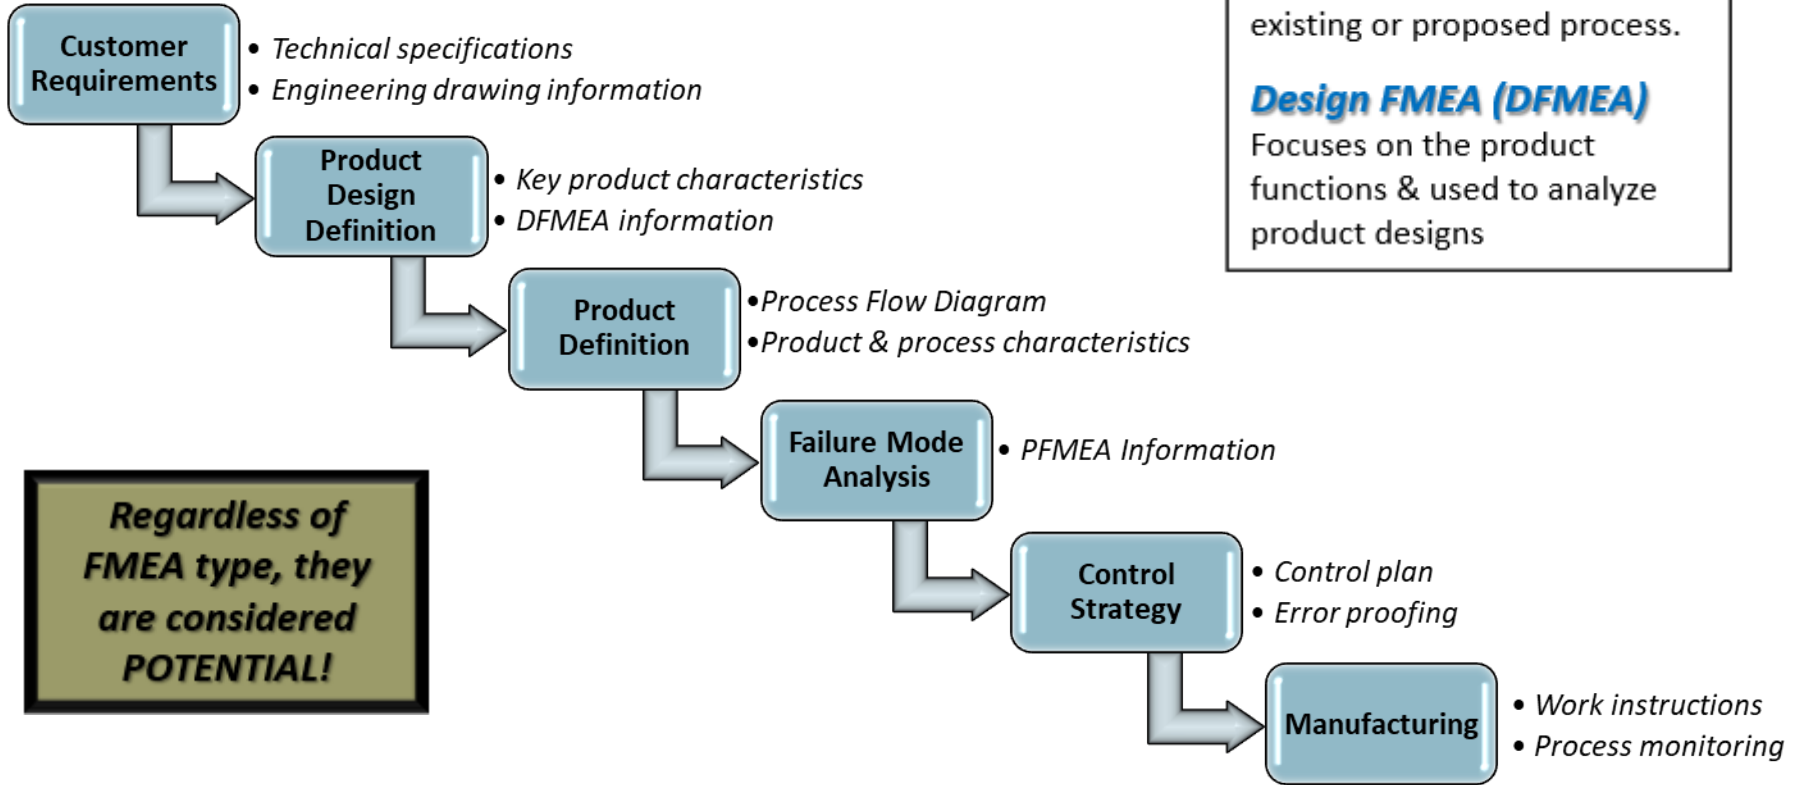 Customer
Requirements
• Technical specifications
• Engineering drawing information
existing or proposed process.
Design FMEA (DFMEA)
Focuses on the product
functions & used to analyze
product designs
Product
Design
Definition
• Key product characteristics
• DFMEA information
Product
Definition
•Process Flow Diagram
•Product & process characteristics
Failure Mode
Analysis
• PFMEA Information
Regardless of
FMEA type, they
are considered
POTENTIAL!
Control
Strategy
• Control plan
• Error proofing
Manufacturing
• Work instructions
• Process monitoring